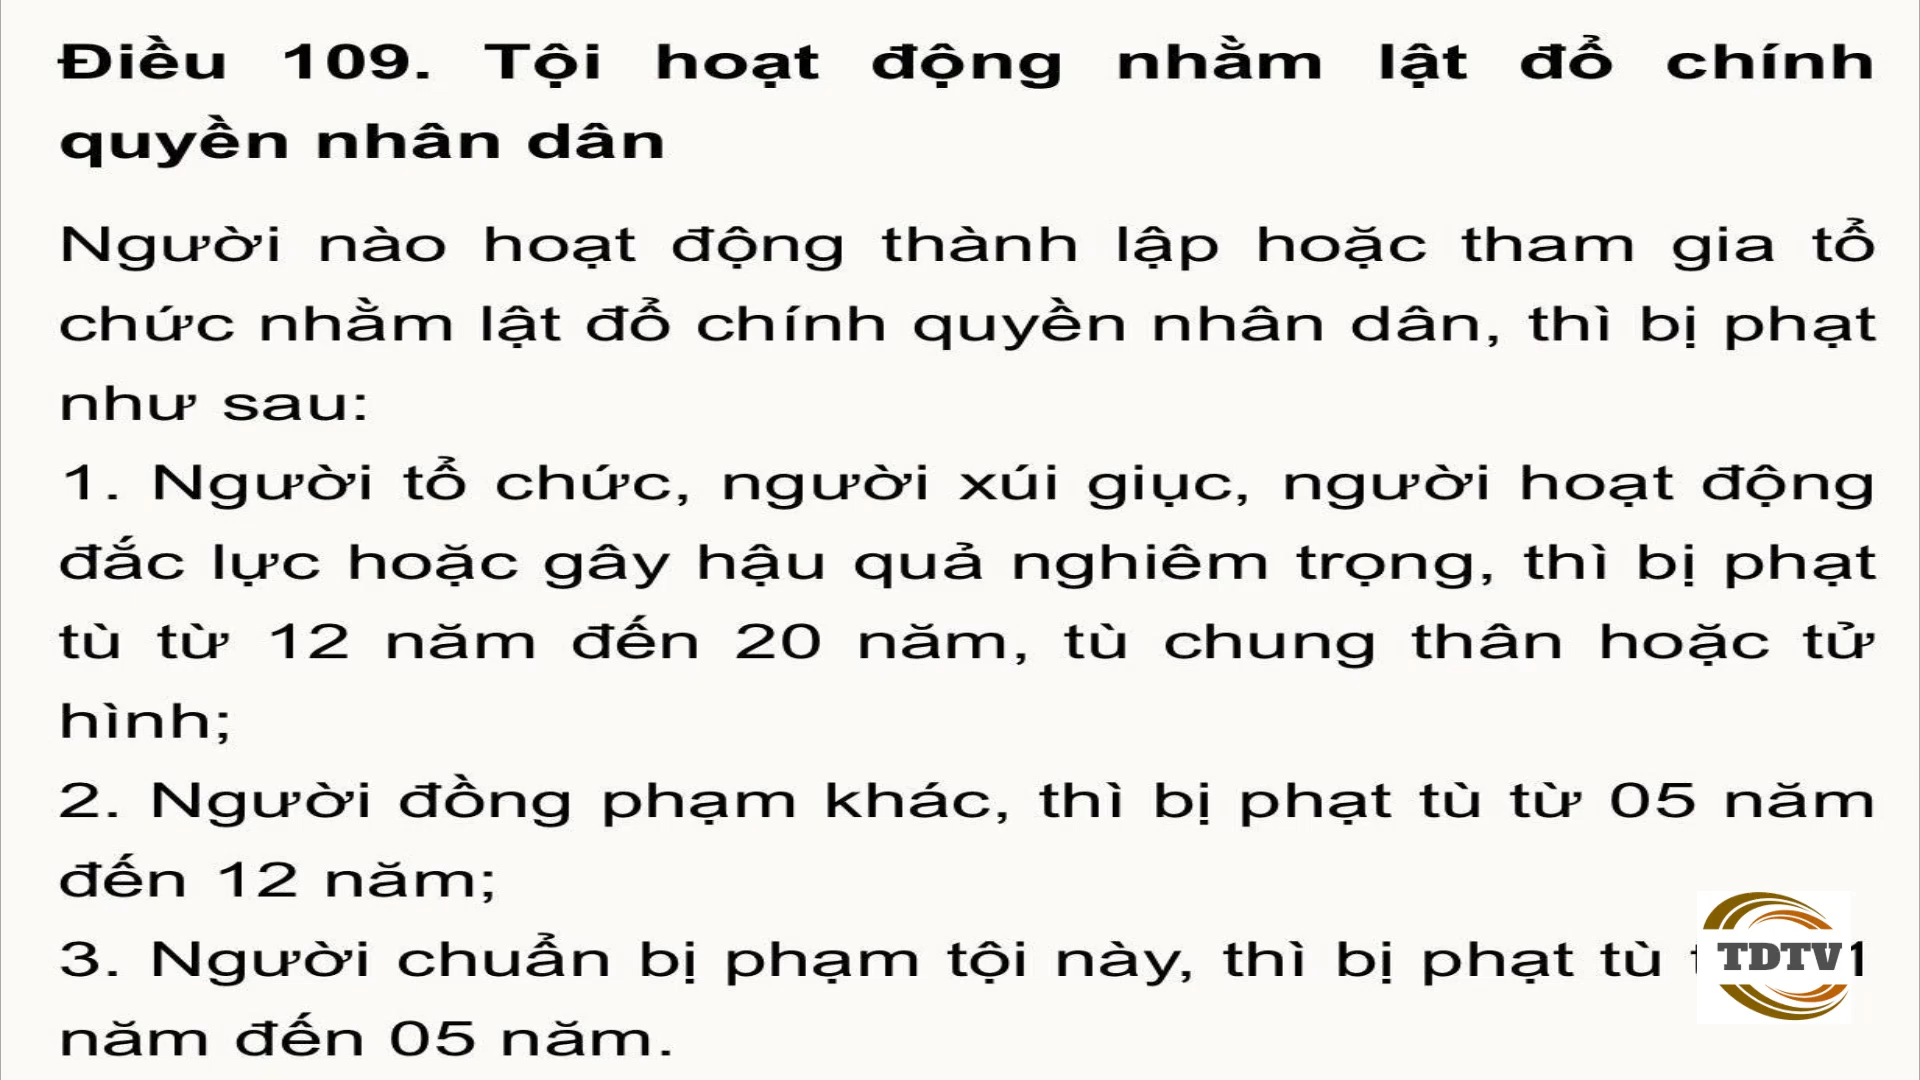 Điều 109. Tội hoạt động nhằm lật đổ chính
quyền nhân dân
Người nào hoạt động thành lập hoặc tham gia tổ
chức nhằm lật đổ chính quyền nhân dân, thì bị phạt
như sau:
1. Người tổ chức, người xúi giục, người hoạt động
đắc lực hoặc gây hậu quả nghiêm trọng, thì bị phạt
tù từ 12 năm đến 20 năm, tù chung thân hoặc tử
hình;
2. Người đồng phạm khác, thì bị phạt tù từ 05 năm
đến 12 năm;
3. Người chuẩn bị phạm tội này, thì bị phạt tù
năm đến 05 năm.
TDTV